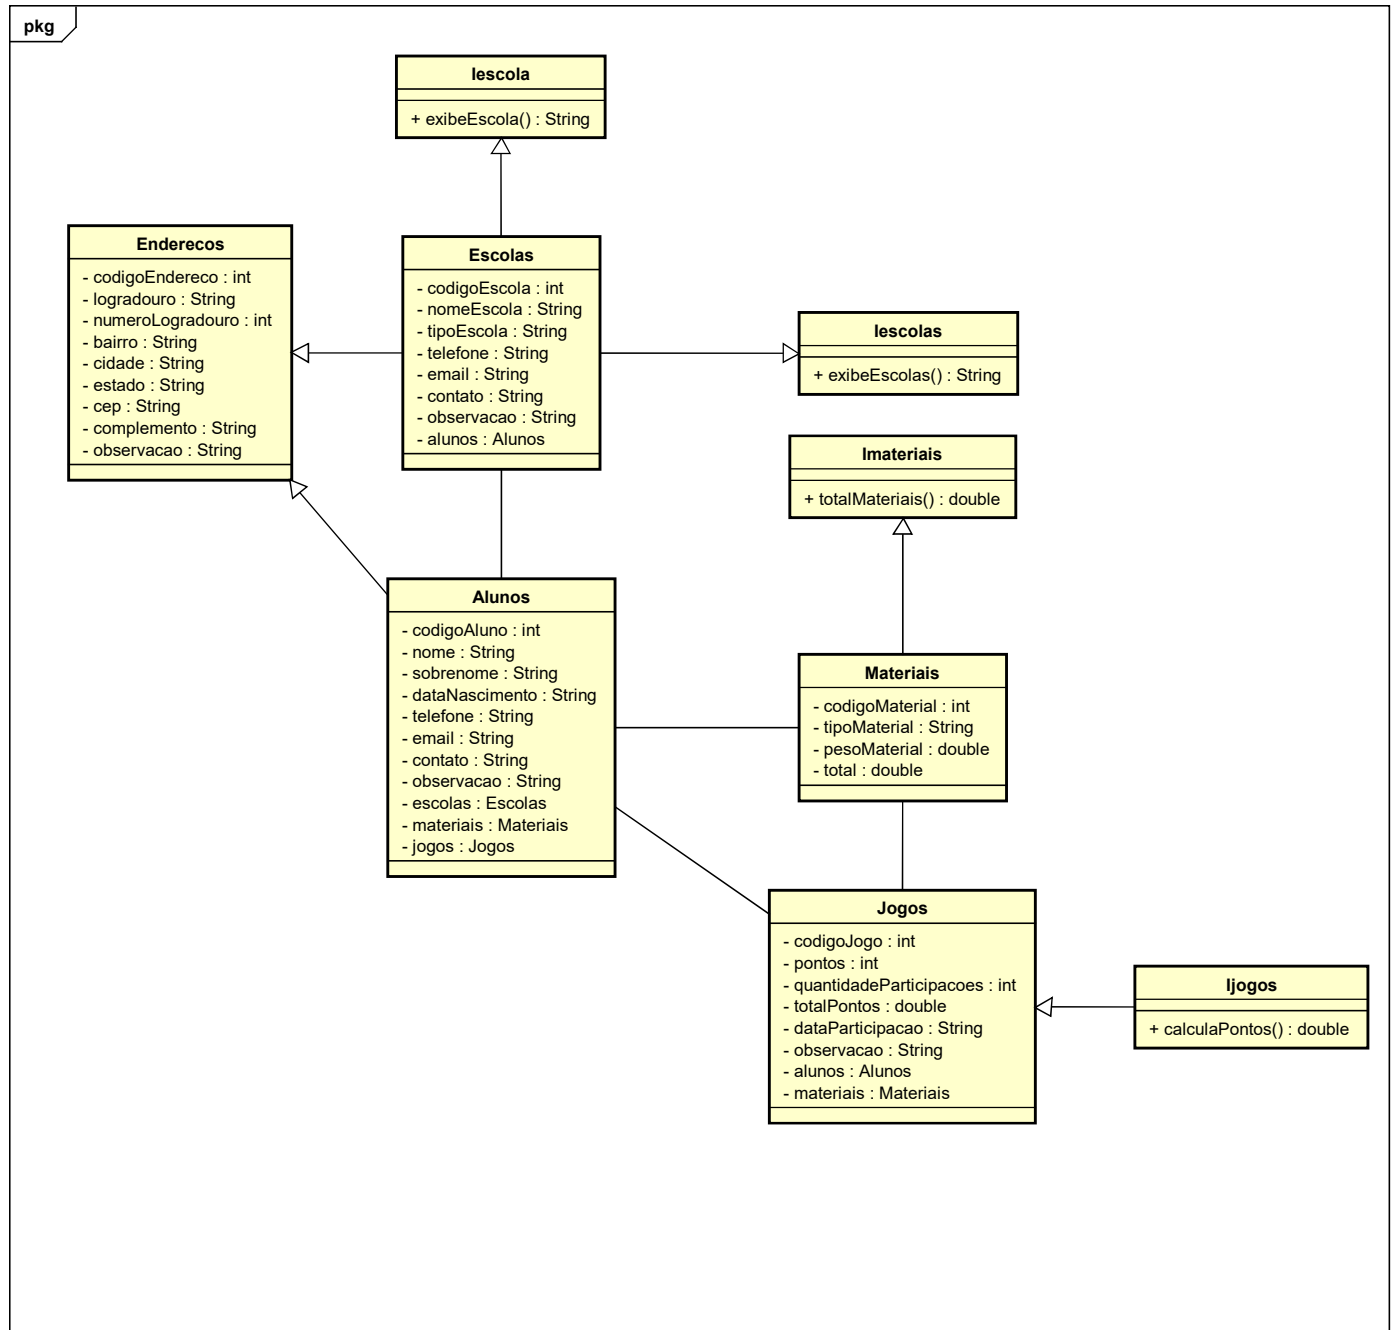 pkg
Iescola
+ exibeEscola() : String
Enderecos
- codigoEndereco : int
- logradouro : String
- numeroLogradouro : int
- bairro : String
- cidade : String
- estado : String
- cep : String
- complemento : String
- observacao : String
Escolas
- codigoEscola : int
- nomeEscola : String
- tipoEscola : String
- telefone : String
- email : String
- contato : String
- observacao : String
- alunos : Alunos
Iescolas
+ exibeEscolas() : String
Imateriais
+ totalMateriais() : double
Alunos
- codigoAluno : int
- nome : String
- sobrenome : String
- dataNascimento : String
- telefone : String
- email : String
- contato : String
- observacao : String
- escolas : Escolas
- materiais : Materiais
- jogos : Jogos
Materiais
- codigoMaterial : int
- tipoMaterial : String
- pesoMaterial : double
- total : double
Jogos
- codigoJogo : int
- pontos : int
- quantidadeParticipacoes : int
- totalPontos : double
- dataParticipacao : String
- observacao : String
- alunos : Alunos
- materiais : Materiais
Ijogos
+ calculaPontos() : double